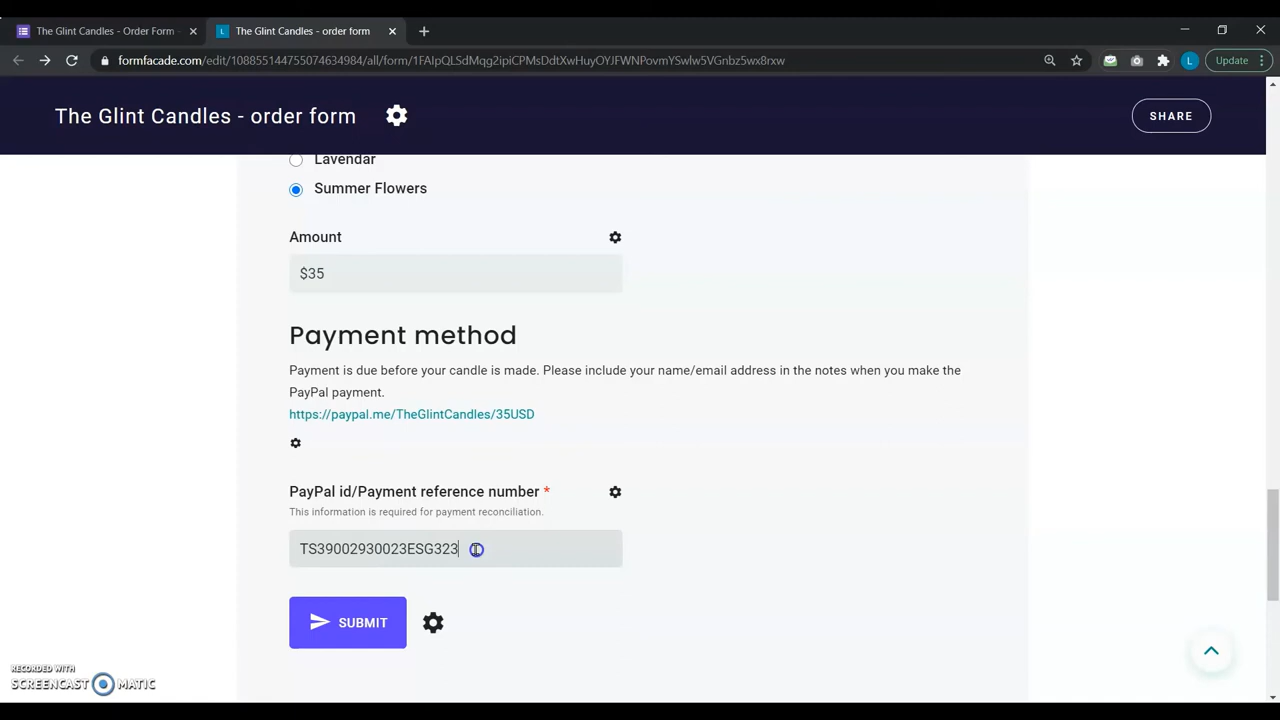 The Glint Candles - Order Form -
The Glint Candles - order form
formfacade.com/edit/108855144755074634984/all/form/1FAIpQLSdMqg2ipiCPMsDdtXwHuyOYJFWNPovmYSwlw5VGnbz5wx8rxw
L
Update
The Glint Candles - order form
SHARE
Lavendar
Summer Flowers
Amount
$35
Payment method
Payment is due before your candle is made. Please include your name/email address in the notes when you make the
PayPal payment.
https://paypal.me/TheGlintCandles/35USD
PayPal id/Payment reference number *
This information is required for payment reconciliation.
TS39002930023ESG323
SUBMIT
RECORDED WITH
SCREENCAST MATIC